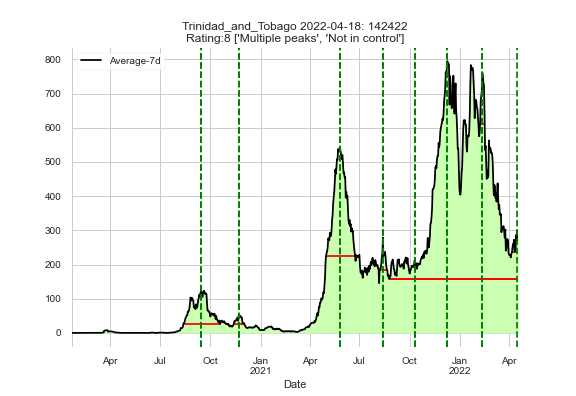 Trinidad_and_Tobago 2022-04-18: 142422
Rating:8 ['Multiple peaks', 'Not in control']
Average-7d
800
700
600
500
400
300
200
100
0
Apr
Jul
Oct
Jan
2021
Apr
Jul
Oct
Jan
2022
Apr
Date